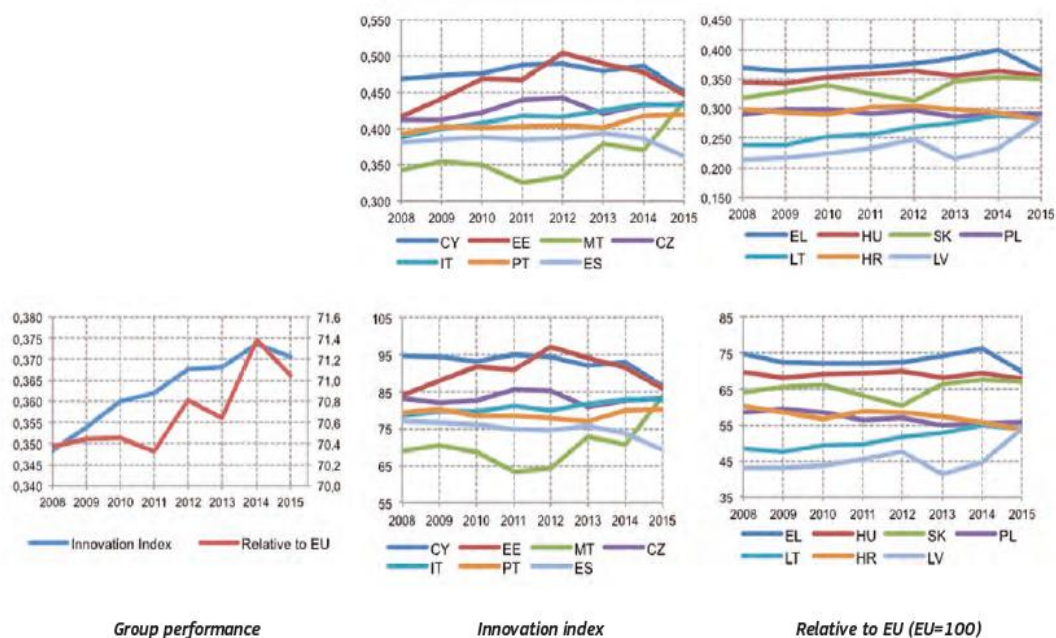 0,550
0,500
0,450
0,400
0,350
0,300
2008 2009 2010 2011 2012 2013 2014 2015
CY EE MT CZ
IT PT ES
0,450
0,400
0,350
0,300
0,250
0,200
0,150
2008 2009 2010 2011 2012 2013 2014 2015
EL HU SK PL
LT HR LV
0,380
0,375
0,370
0,365
0,360
0,355
0,350
0,345
0,340
71,6
71,4
71,2
71,0
70,8
70,6
70,4
70,2
70,0
2008 2009 2010 2011 2012 2013 2014 2015
Innovation Index Relative to EU
105
95
85
75
65
55
2008 2009 2010 2011 2012 2013 2014 2015
CY EE MT CZ
IT PT ES
85
75
65
55
45
35
2008 2009 2010 2011 2012 2013 2014 2015
EL HU SK PL
LT HR LV
Group performance
Innovation index
Relative to EU (EU=100)